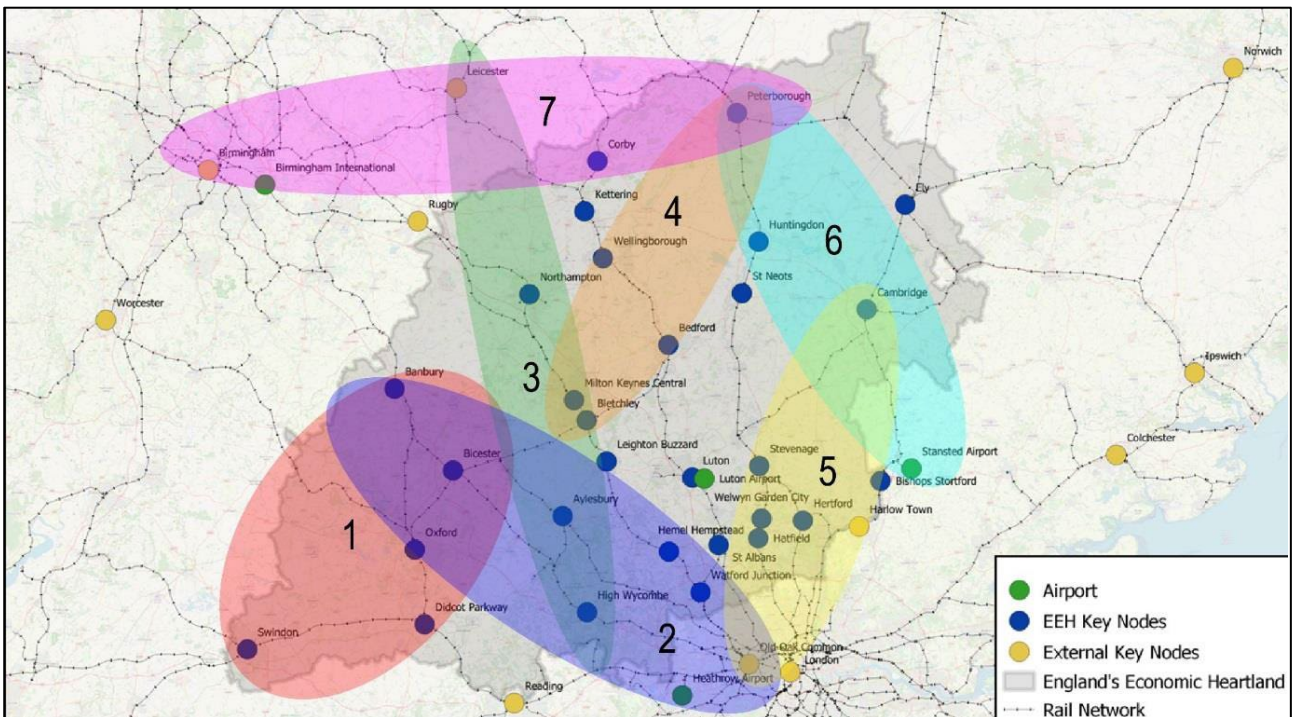 Norwich
Leicester
7
Peterborough
Corby
Birmingham
Birmingham International
Ely
Kettering
Rugby
4
6
Huntingdon
Wellingborough
Northampton
St Neots
Worcester
Cambridge
Bedford
Ipswich
3
Banbury
Milton Keynes Central
Bletchley
Colchester
Leighton Buzzard
Stevenage
Stansted Airport
Bicester
Luton
Luton Airport
5
Bishops Stortford
Aylesbury
Welwyn Garden City
Hertford
Harlow Town
1
Oxford
Hemel Hempstead
Hatfield
St Albans
Watford Junction
High Wycombe
Didcot Parkway
2
Swindon
Old Oak Common
London
Heathrow Airport
Reading
Airport
EEH Key Nodes
External Key Nodes
England's Economic Heartland
Rail Network